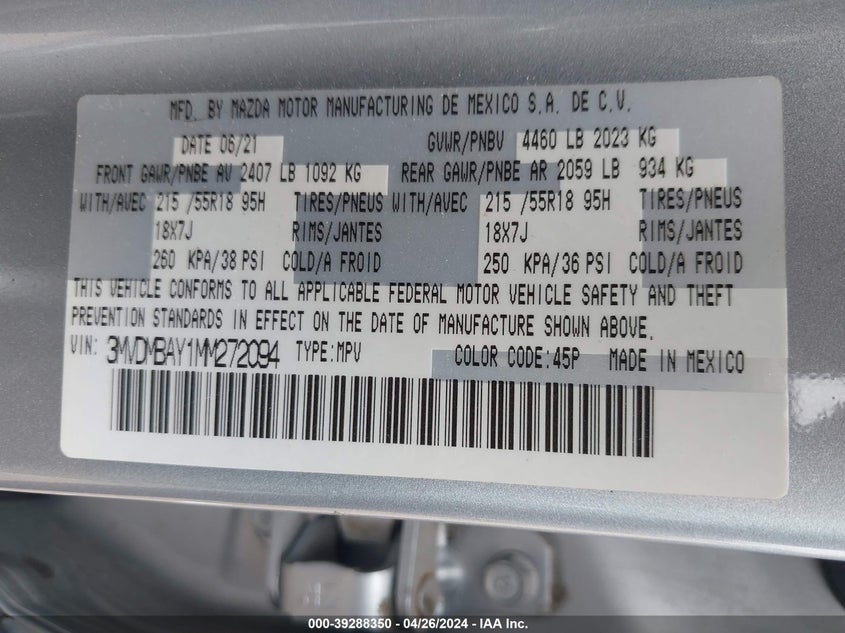 MFD. BY MAZDA MOTOR MANUFACTURING DE MEXICO S.A. DE C.V.
DATE 06/21 GVWR/PNBV 4460 LB 2023 KG
FRONT GAWR/PNBE AV 2407 LB 1092 KG REAR GAWR/PNBE AR 2059 LB 934 KG
WITH/AVEC 215 /55R18 95H TIRES/PNEUS WITH/AVEC 215 /55R18 95H TIRES/PNEUS
18X7J RIMS/JANTES 18X7J RIMS/JANTES
260 KPA/38 PSI COLD/A FROID 250 KPA/36 PSI COLD/A FROID
THIS VEHICLE CONFORMS TO ALL APPLICABLE FEDERAL MOTOR VEHICLE SAFETY AND THEFT
PREVENTION STANDARDS IN EFFECT ON THE DATE OF MANUFACTURE SHOWN ABOVE.
VIN: 3MVDMBAY1MM272094 TYPE:MPV COLOR CODE:45P MADE IN MEXICO
000-39288350 - 04/26/2024 - IAA Inc.